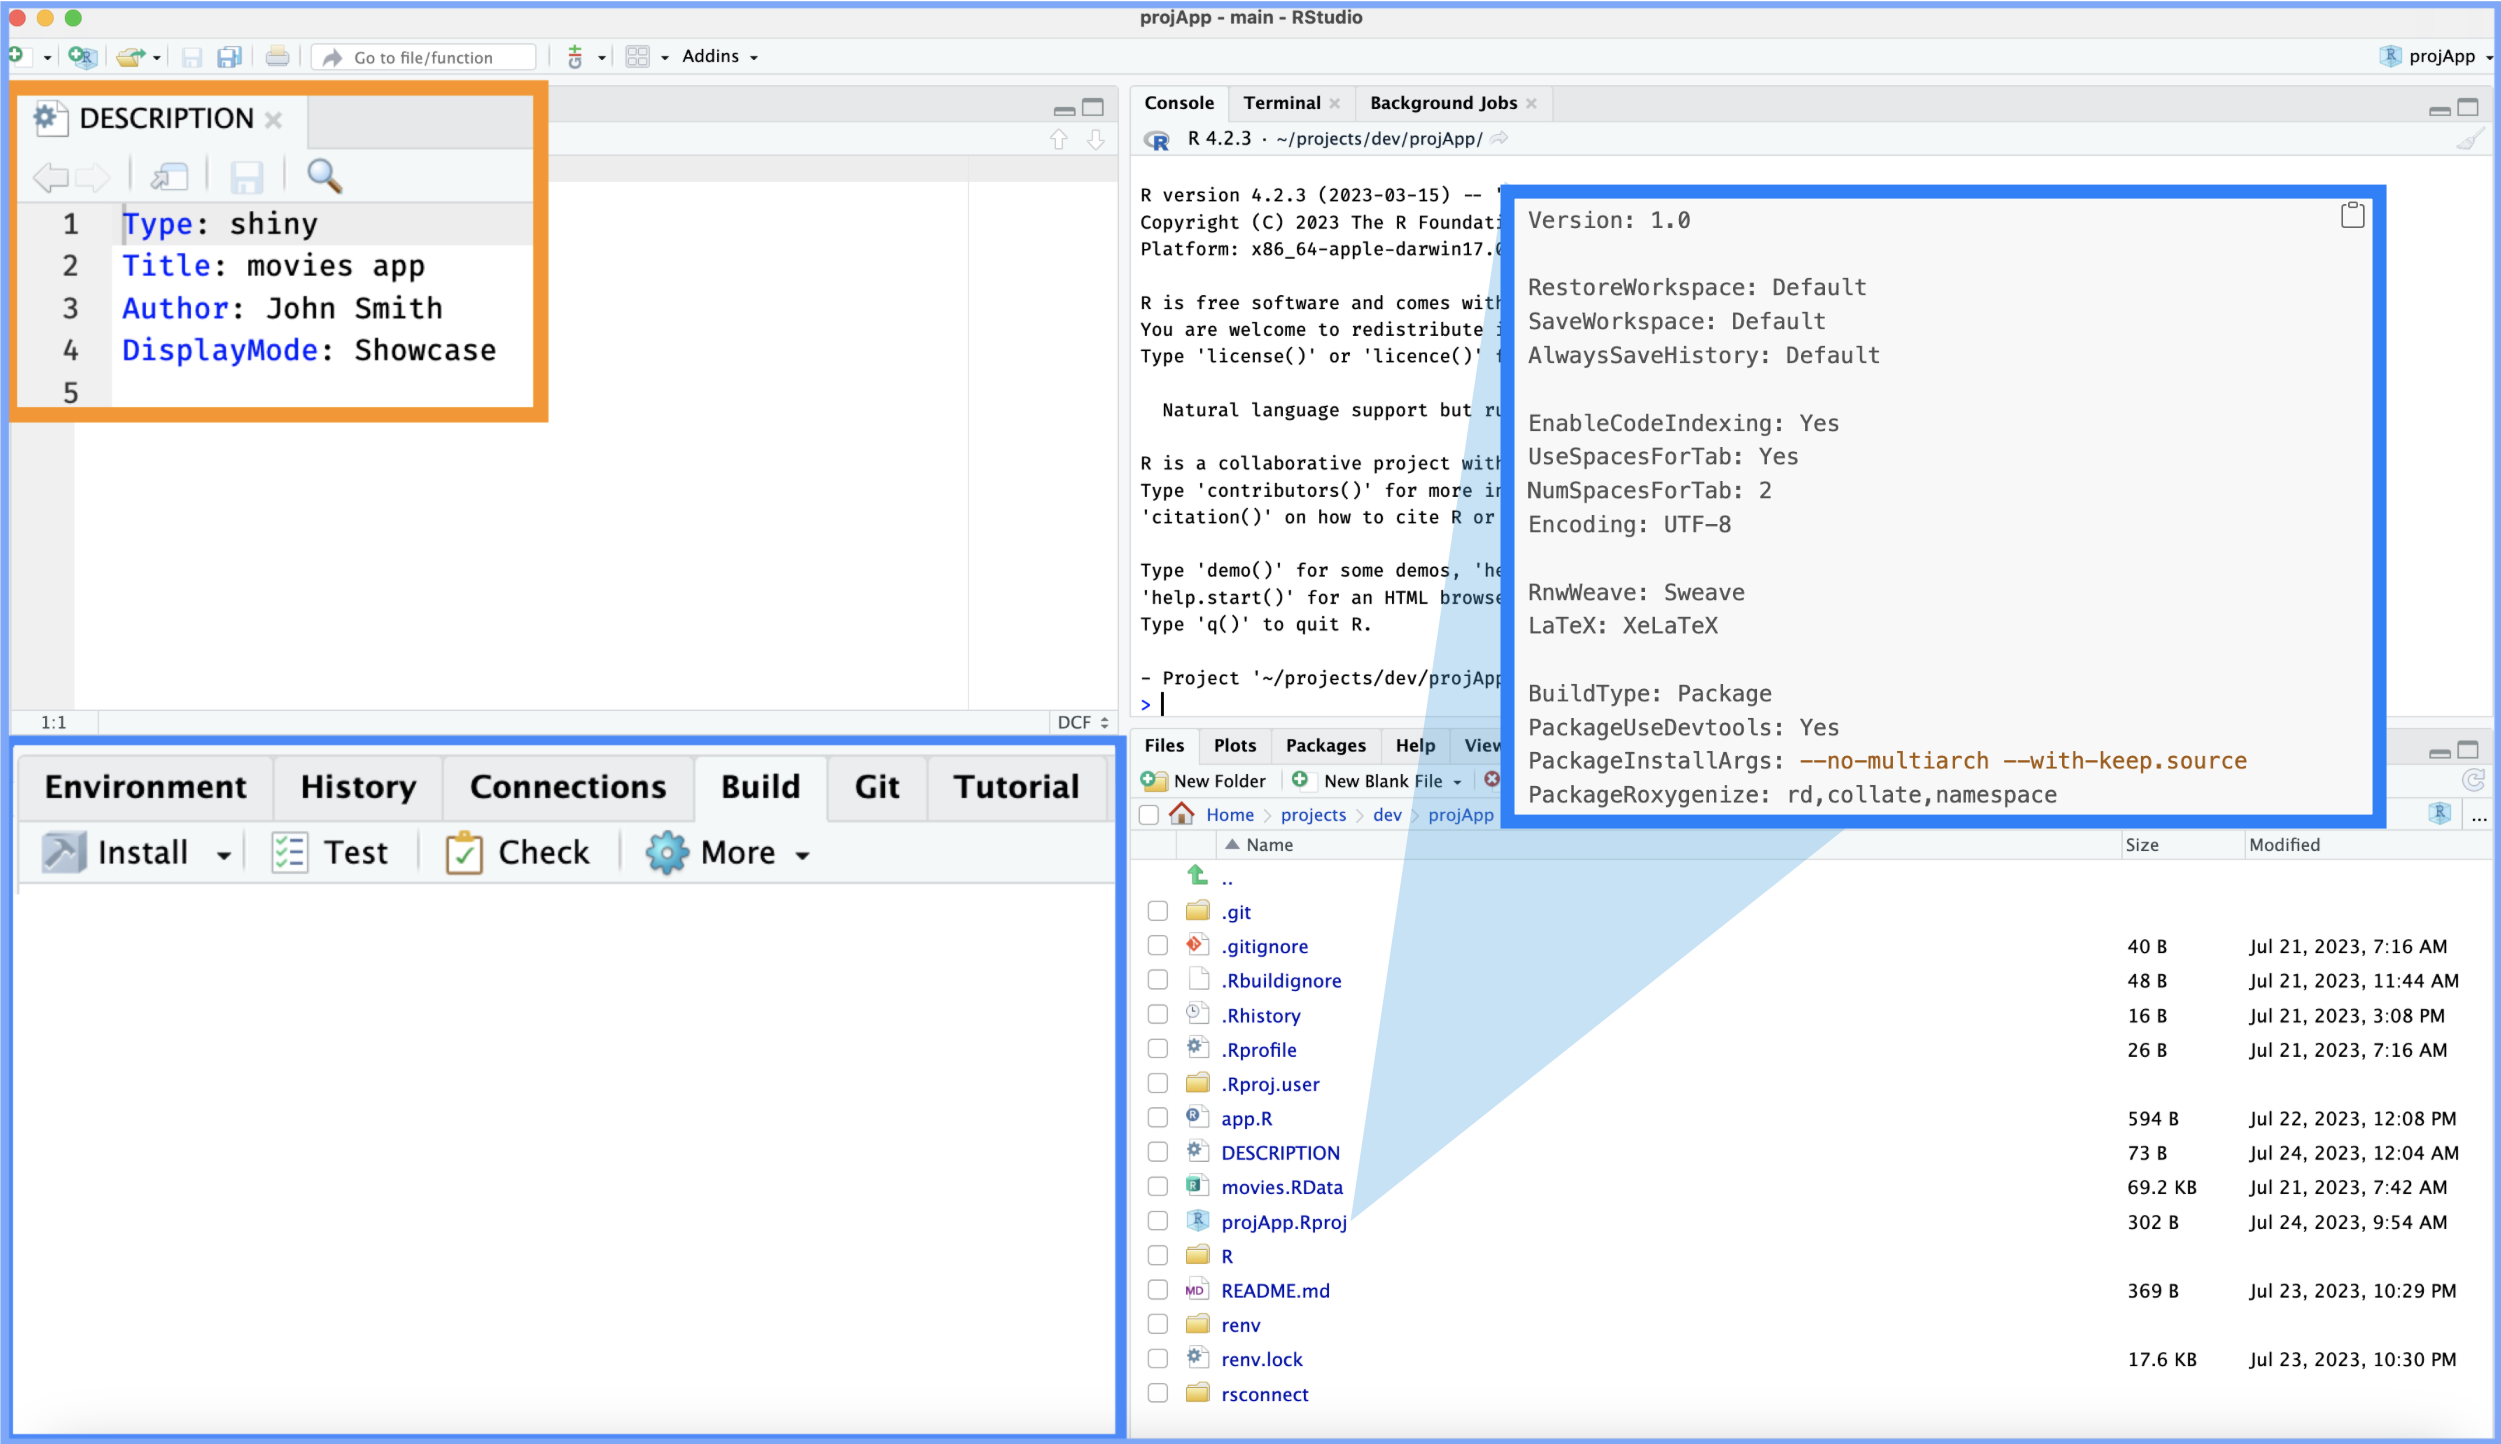 projApp - main - RStudio
Go to file/function
Addins
projApp
DESCRIPTION
1 Type: shiny
2 Title: movies app
3 Author: John Smith
4 DisplayMode: Showcase
5
1:1
DCF
Environment
History
Connections
Build
Git
Tutorial
Install
Test
Check
More
Console
Terminal
Background Jobs
R 4.2.3 · ~/projects/dev/projApp/
R version 4.2.3 (2023-03-15) -- "
Copyright (C) 2023 The R Foundati
Platform: x86_64-apple-darwin17.0
R is free software and comes with
You are welcome to redistribute i
Type 'license()' or 'licence()' f
Natural language support but ru
R is a collaborative project with
Type 'contributors()' for more in
'citation()' on how to cite R or
Type 'demo()' for some demos, 'he
'help.start()' for an HTML browse
Type 'q()' to quit R.
- Project '~/projects/dev/projApp
>
Version: 1.0
RestoreWorkspace: Default
SaveWorkspace: Default
AlwaysSaveHistory: Default
EnableCodeIndexing: Yes
UseSpacesForTab: Yes
NumSpacesForTab: 2
Encoding: UTF-8
RnwWeave: Sweave
LaTeX: XeLaTeX
BuildType: Package
PackageUseDevtools: Yes
PackageInstallArgs: --no-multiarch --with-keep.source
PackageRoxygenize: rd,collate,namespace
Files
Plots
Packages
Help
View
New Folder
New Blank File
Home
projects
dev
projApp
...
Name
Size
Modified
..
.git
.gitignore 40 B Jul 21, 2023, 7:16 AM
.Rbuildignore 48 B Jul 21, 2023, 11:44 AM
.Rhistory 16 B Jul 21, 2023, 3:08 PM
.Rprofile 26 B Jul 21, 2023, 7:16 AM
.Rproj.user
app.R 594 B Jul 22, 2023, 12:08 PM
DESCRIPTION 73 B Jul 24, 2023, 12:04 AM
movies.RData 69.2 KB Jul 21, 2023, 7:42 AM
projApp.Rproj 302 B Jul 24, 2023, 9:54 AM
R
README.md 369 B Jul 23, 2023, 10:29 PM
renv
renv.lock 17.6 KB Jul 23, 2023, 10:30 PM
rsconnect